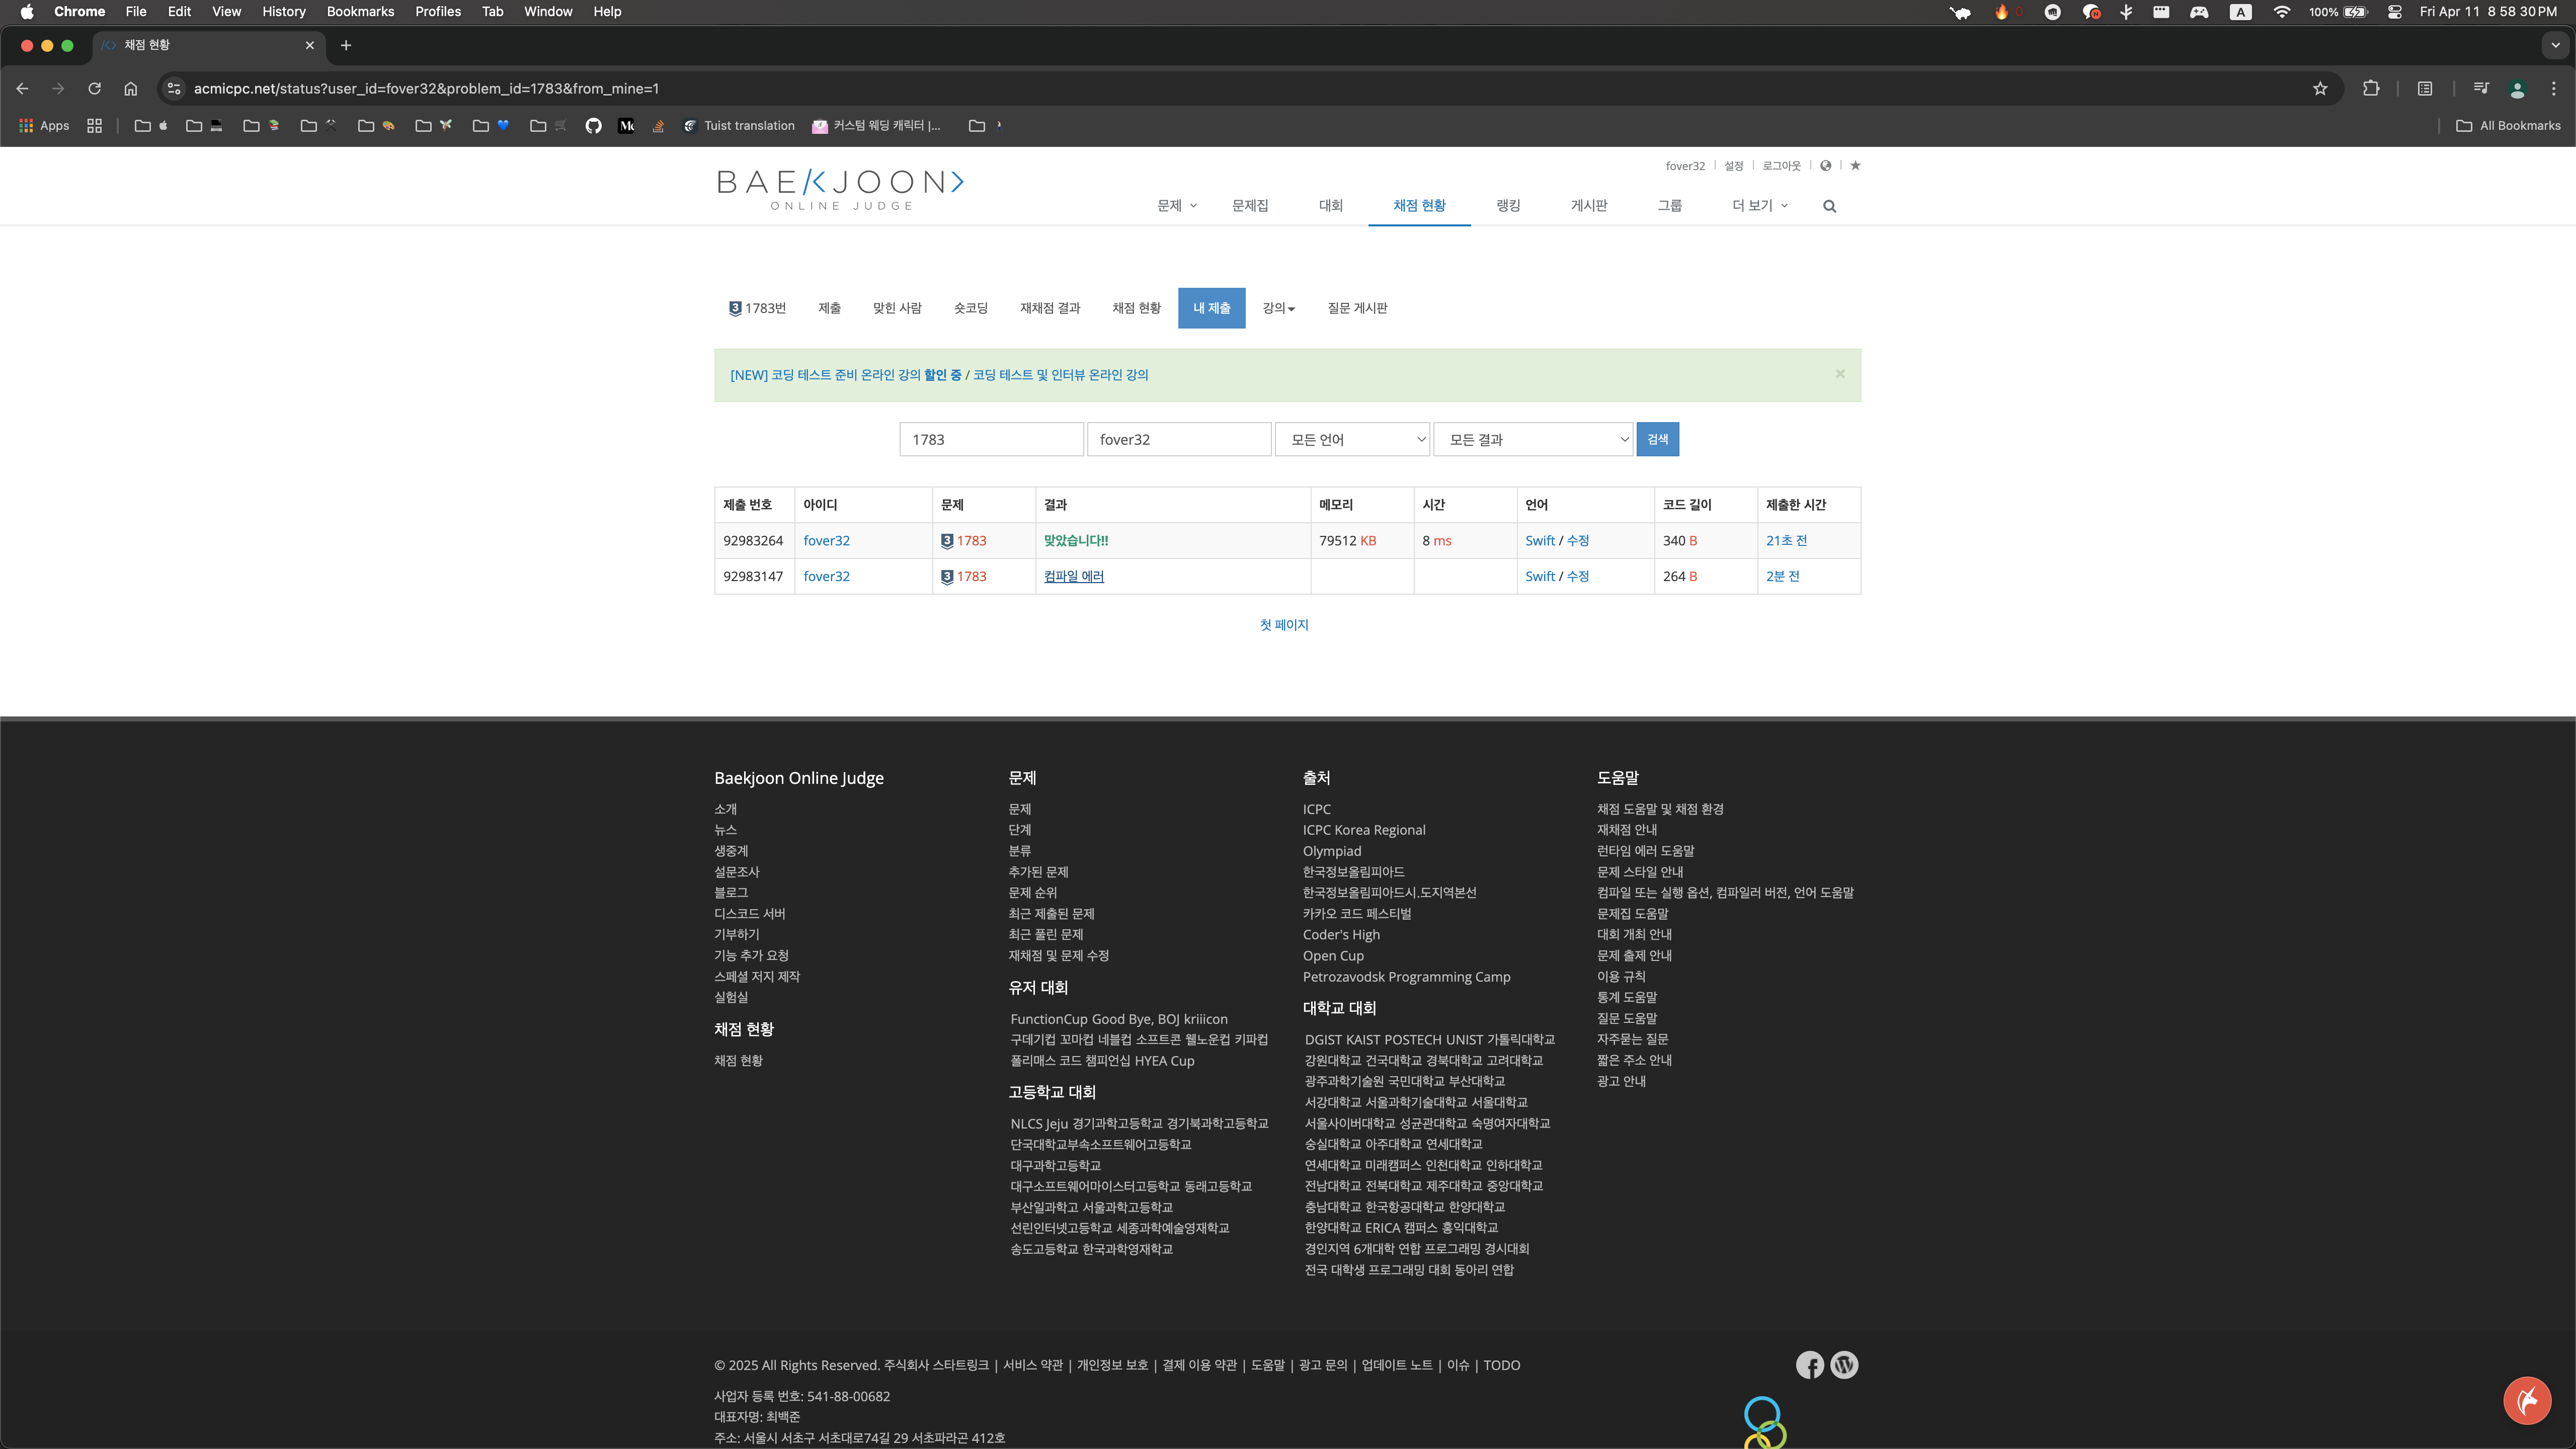 Chrome File Edit View History Bookmarks Profiles Tab Window Help 0 A 100% Fri Apr 11 8 58 30 PM
채점 현황
acmicpc.net/status?user_id=fover32&problem_id=1783&from_mine=1
Apps Tuist translation 커스텀 웨딩 캐릭터 |... All Bookmarks
fover32 설정 로그아웃
BAE/<JOON>
ONLINE JUDGE
문제 문제집 대회 채점 현황 랭킹 게시판 그룹 더 보기
3 1783번 제출 맞힌 사람 숏코딩 재채점 결과 채점 현황 내 제출 강의 질문 게시판
[NEW] 코딩 테스트 준비 온라인 강의 할인 중 / 코딩 테스트 및 인터뷰 온라인 강의 ×
1783 fover32 모든 언어 모든 결과 검색
제출 번호 아이디 문제 결과 메모리 시간 언어 코드 길이 제출한 시간
92983264 fover32 3 1783 맞았습니다!! 79512 KB 8 ms Swift / 수정 340 B 21초 전
92983147 fover32 3 1783 컴파일 에러 Swift / 수정 264 B 2분 전
첫 페이지
Baekjoon Online Judge
소개
뉴스
생중계
설문조사
블로그
디스코드 서버
기부하기
기능 추가 요청
스페셜 저지 제작
실험실
채점 현황
채점 현황
문제
문제
단계
분류
추가된 문제
문제 순위
최근 제출된 문제
최근 풀린 문제
재채점 및 문제 수정
유저 대회
FunctionCup Good Bye, BOJ kriiicon
구데기컵 꼬마컵 네블컵 소프트콘 웰노운컵 키파컵
폴리매스 코드 챔피언십 HYEA Cup
고등학교 대회
NLCS Jeju 경기과학고등학교 경기북과학고등학교
단국대학교부속소프트웨어고등학교
대구과학고등학교
대구소프트웨어마이스터고등학교 동래고등학교
부산일과학고 서울과학고등학교
선린인터넷고등학교 세종과학예술영재학교
송도고등학교 한국과학영재학교
출처
ICPC
ICPC Korea Regional
Olympiad
한국정보올림피아드
한국정보올림피아드시.도지역본선
카카오 코드 페스티벌
Coder's High
Open Cup
Petrozavodsk Programming Camp
대학교 대회
DGIST KAIST POSTECH UNIST 가톨릭대학교
강원대학교 건국대학교 경북대학교 고려대학교
광주과학기술원 국민대학교 부산대학교
서강대학교 서울과학기술대학교 서울대학교
서울사이버대학교 성균관대학교 숙명여자대학교
숭실대학교 아주대학교 연세대학교
연세대학교 미래캠퍼스 인천대학교 인하대학교
전남대학교 전북대학교 제주대학교 중앙대학교
충남대학교 한국항공대학교 한양대학교
한양대학교 ERICA 캠퍼스 홍익대학교
경인지역 6개대학 연합 프로그래밍 경시대회
전국 대학생 프로그래밍 대회 동아리 연합
도움말
채점 도움말 및 채점 환경
재채점 안내
런타임 에러 도움말
문제 스타일 안내
컴파일 또는 실행 옵션, 컴파일러 버전, 언어 도움말
문제집 도움말
대회 개최 안내
문제 출제 안내
이용 규칙
통계 도움말
질문 도움말
자주묻는 질문
짧은 주소 안내
광고 안내
© 2025 All Rights Reserved. 주식회사 스타트링크 | 서비스 약관 | 개인정보 보호 | 결제 이용 약관 | 도움말 | 광고 문의 | 업데이트 노트 | 이슈 | TODO
사업자 등록 번호: 541-88-00682
대표자명: 최백준
주소: 서울시 서초구 서초대로74길 29 서초파라곤 412호